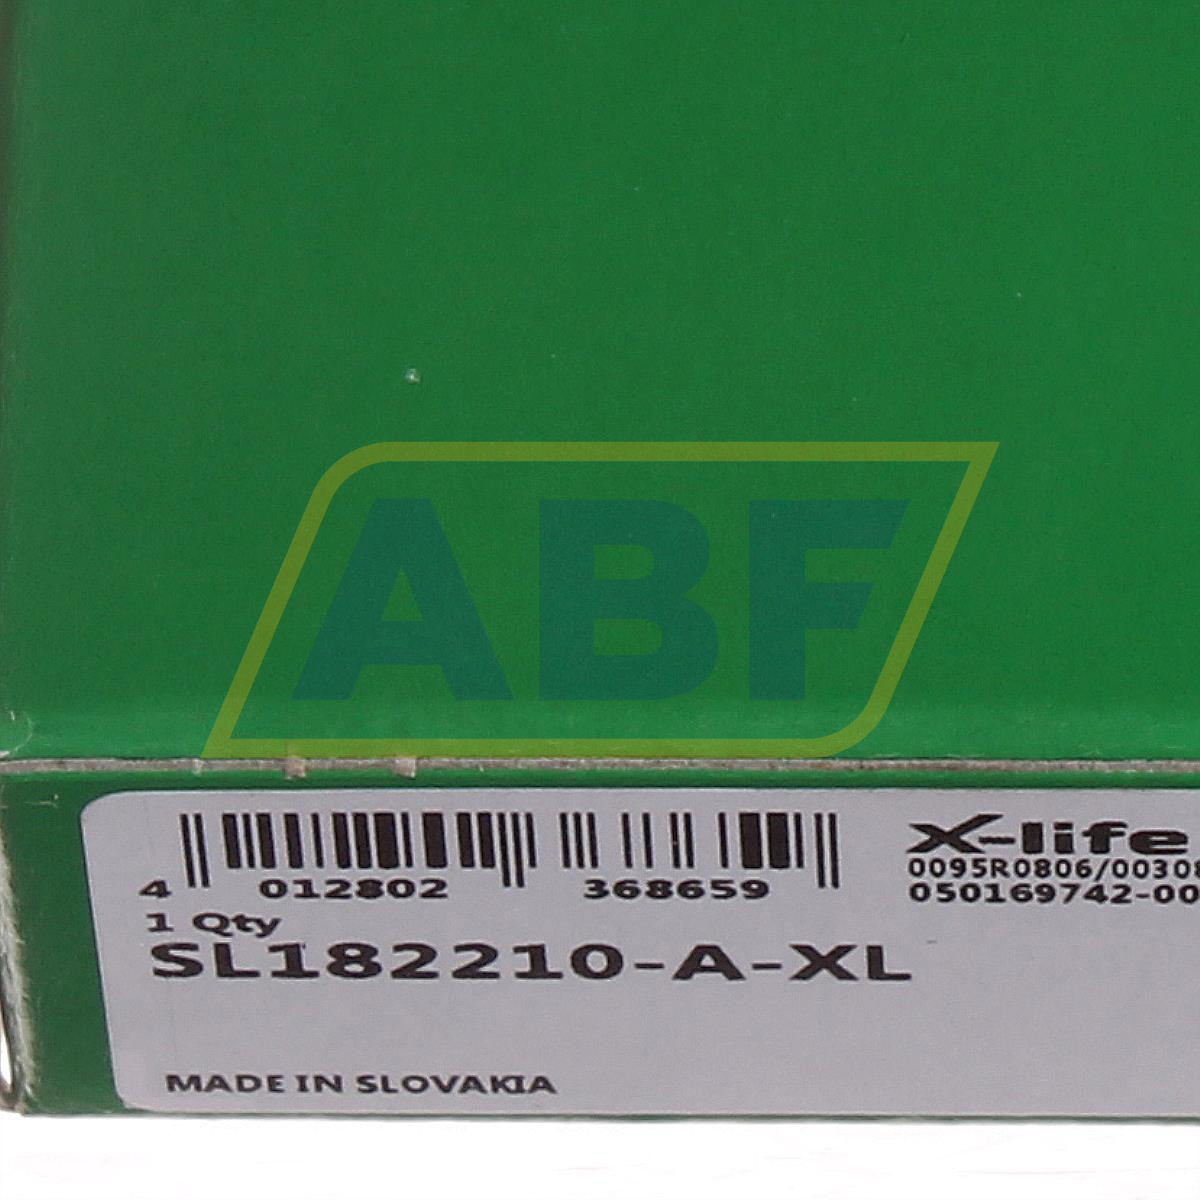 ABF
4 012802 368659
1 Qty
SL182210-A-XL
MADE IN SLOVAKIA
X-life
0095R0806/00308
050169742-00